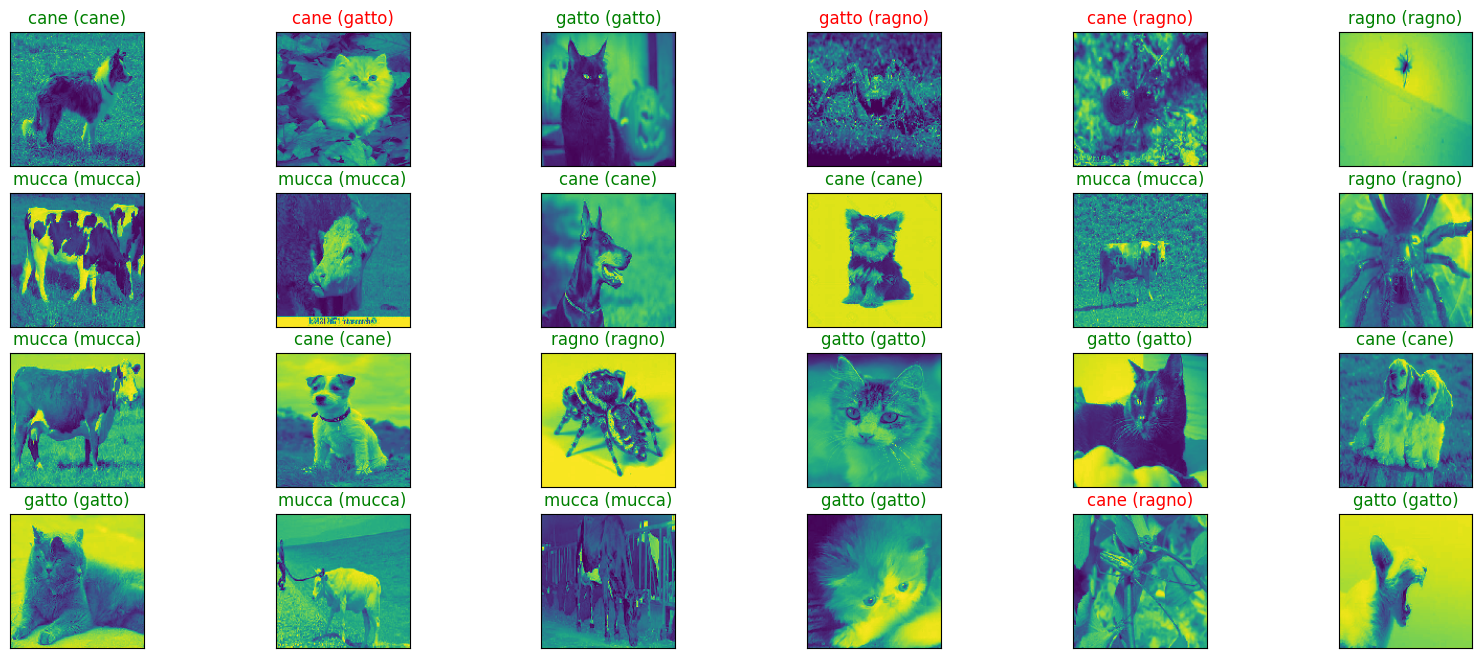 cane (cane)
cane (gatto)
gatto (gatto)
gatto (ragno)
cane (ragno)
ragno (ragno)
mucca (mucca)
mucca (mucca)
cane (cane)
cane (cane)
mucca (mucca)
ragno (ragno)
mucca (mucca)
cane (cane)
ragno (ragno)
gatto (gatto)
gatto (gatto)
cane (cane)
gatto (gatto)
mucca (mucca)
mucca (mucca)
gatto (gatto)
cane (ragno)
gatto (gatto)